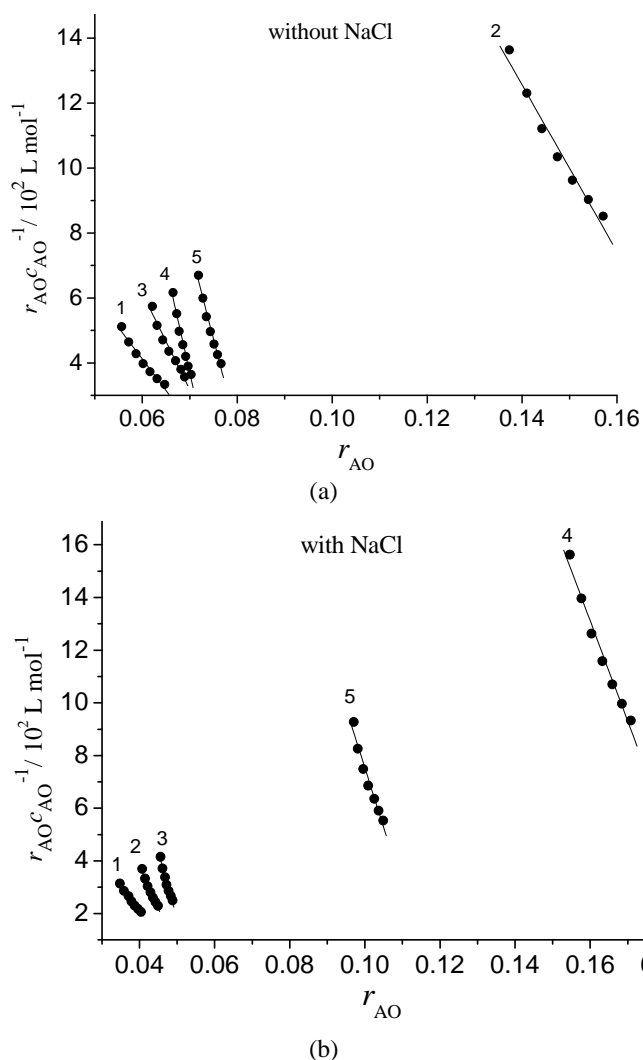 without NaCl
14
12
10
8
6
4
r_AO c_AO^-1 / 10^2 L mol^-1
1
3
4
5
2
0.06 0.08 0.10 0.12 0.14 0.16
r_AO
(a)
with NaCl
16
14
12
10
8
6
4
2
r_AO c_AO^-1 / 10^2 L mol^-1
1
2
3
5
4
0.04 0.06 0.08 0.10 0.12 0.14 0.16
r_AO
(b)